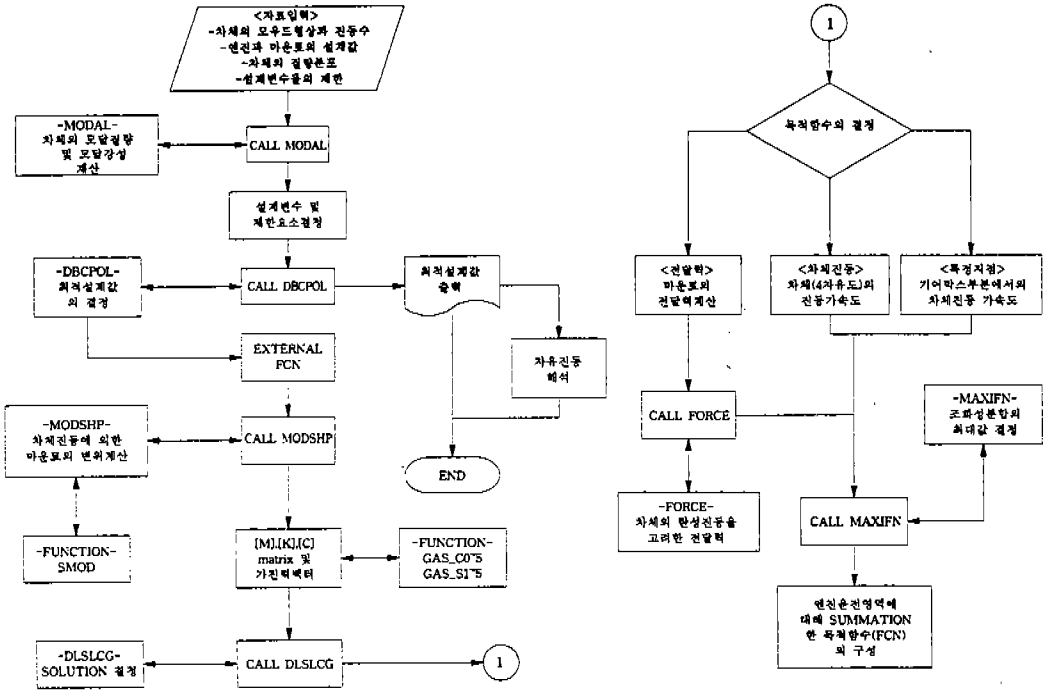 <자료입력>
-차체의 모우드형상과 진동수
-엔진과 마운트의 설계값
-차체의 질량분포
-설계변수들의 제한
-MODAL-
차체의 모달질량
및 모달강성
계산
CALL MODAL
설계변수 및
제한요소결정
-DBCPOL-
최적설계값
의 결정
CALL DBCPOL
최적설계값
출력
EXTERNAL
FCN
자유진동
해석
-MODSHP-
차체진동에 의한
마운트의 변위계산
CALL MODSHP
END
-FUNCTION-
SMOD
[M],[K],[C]
matrix 및
가진력벡터
-FUNCTION-
GAS_C0~5
GAS_S1~5
-DLSLCG-
SOLUTION 결정
CALL DLSLCG
1
1
목적함수의 결정
<전달력>
마운트의
전달력계산
<차체진동>
차체(4자유도)의
진동가속도
<특정지점>
기어박스부분에서의
차체진동 가속도
CALL FORCE
-MAXIFN-
조화성분합의
최대값 결정
-FORCE-
차체의 탄성진동을
고려한 전달력
CALL MAXIFN
엔진운전영역에
대해 SUMMATION
한 목적함수(FCN)
의 구성